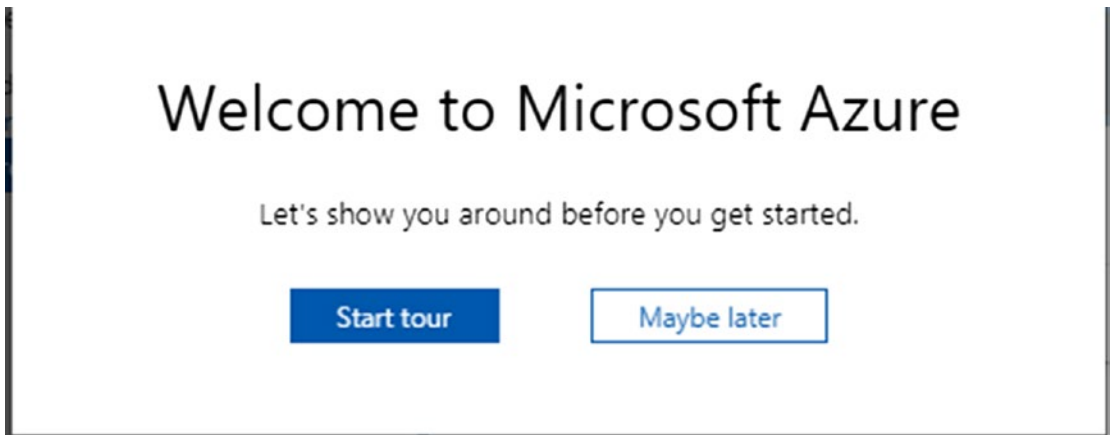 Welcome to Microsoft Azure
Let's show you around before you get started.
Start tour
Maybe later